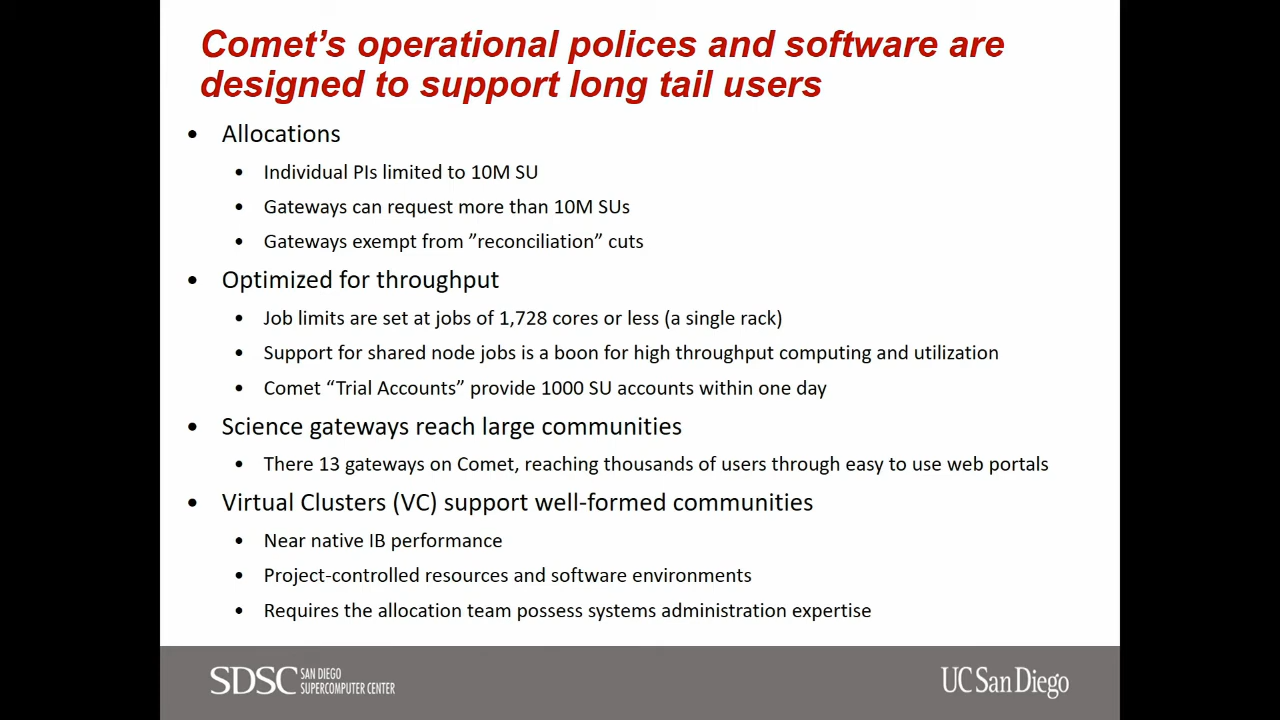 Comet's operational polices and software are
designed to support long tail users
• Allocations
• Individual PIs limited to 10M SU
• Gateways can request more than 10M SUs
• Gateways exempt from ”reconciliation” cuts
• Optimized for throughput
• Job limits are set at jobs of 1,728 cores or less (a single rack)
• Support for shared node jobs is a boon for high throughput computing and utilization
• Comet “Trial Accounts” provide 1000 SU accounts within one day
• Science gateways reach large communities
• There 13 gateways on Comet, reaching thousands of users through easy to use web portals
• Virtual Clusters (VC) support well-formed communities
• Near native IB performance
• Project-controlled resources and software environments
• Requires the allocation team possess systems administration expertise
SDSC SAN DIEGO
SUPERCOMPUTER CENTER
UC San Diego